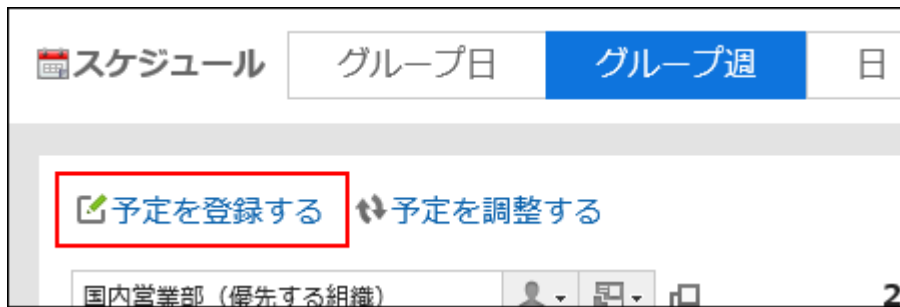 スケジュール グループ日 グループ週 日
予定を登録する 予定を調整する
国内営業部（優先する組織） 2